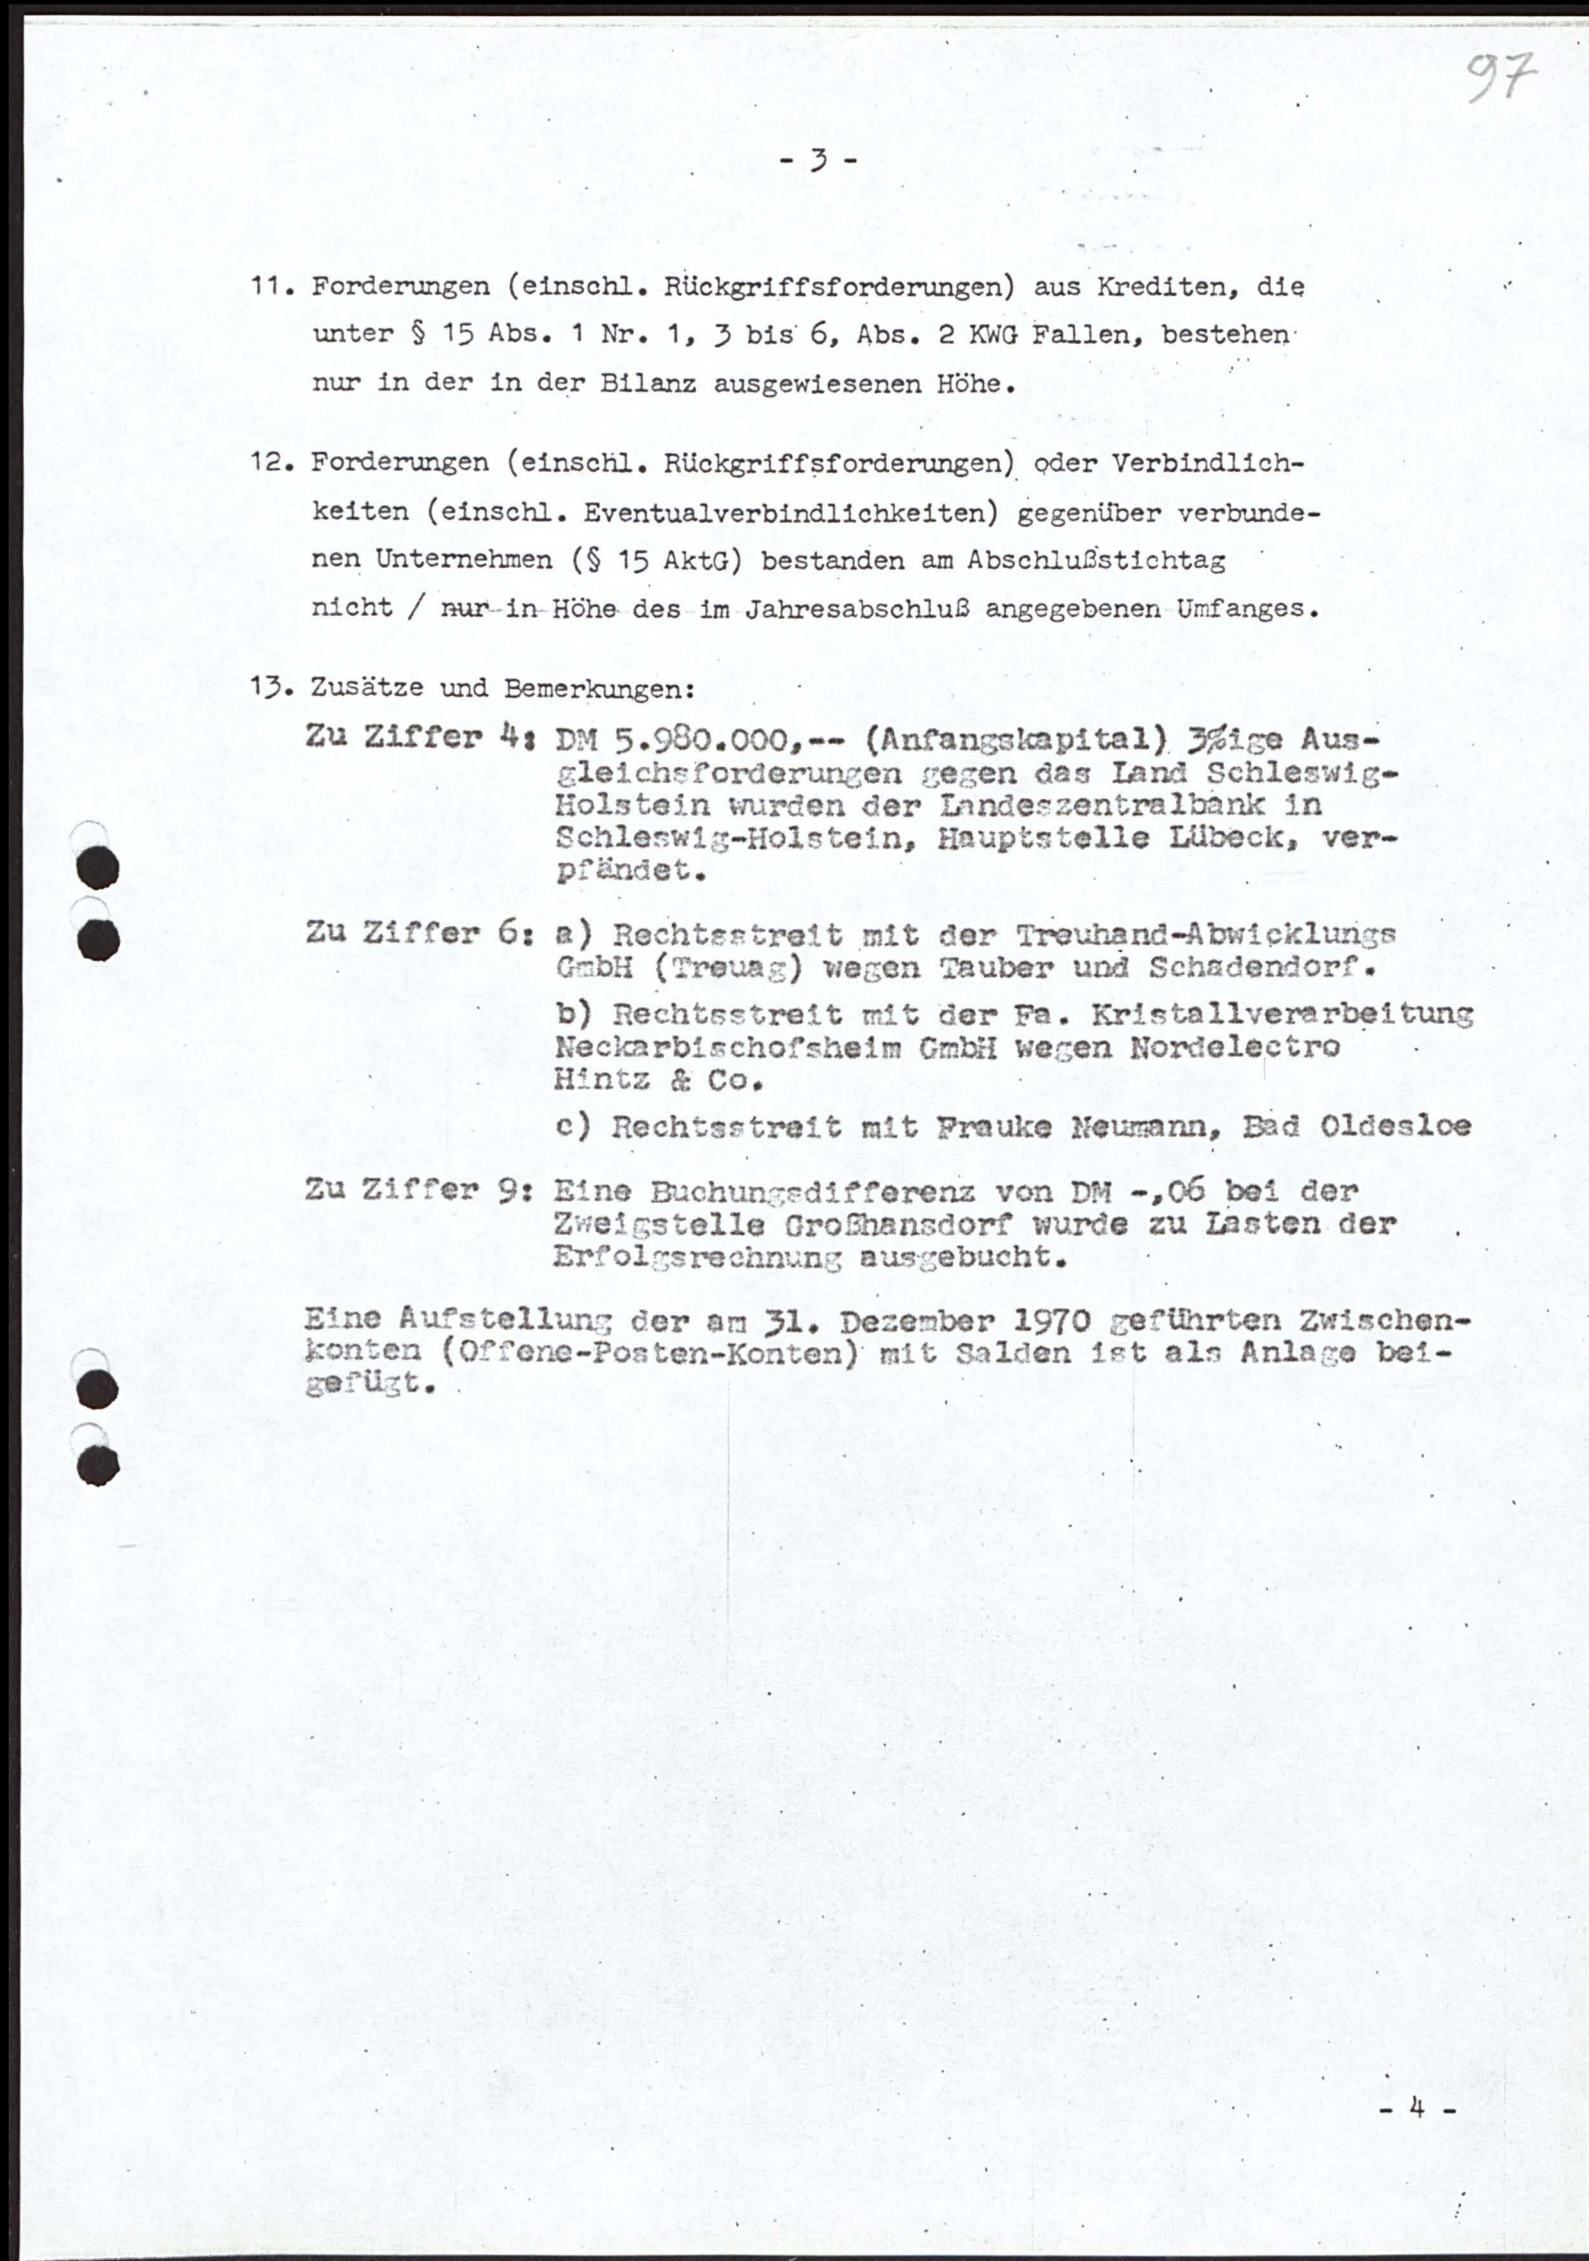 97
- 3 -
11. Forderungen (einschl. Rückgriffsforderungen) aus Krediten, die
unter § 15 Abs. 1 Nr. 1, 3 bis 6, Abs. 2 KWG Fallen, bestehen
nur in der in der Bilanz ausgewiesenen Höhe.
12. Forderungen (einschl. Rückgriffsforderungen) oder Verbindlich-
keiten (einschl. Eventualverbindlichkeiten) gegenüber verbunde-
nen Unternehmen (§ 15 AktG) bestanden am Abschlußstichtag
nicht / nur in Höhe des im Jahresabschluß angegebenen Umfanges.
13. Zusätze und Bemerkungen:
Zu Ziffer 4: DM 5.980.000,-- (Anfangskapital) 3%ige Aus-
gleichsforderungen gegen das Land Schleswig-
Holstein wurden der Landeszentralbank in
Schleswig-Holstein, Hauptstelle Lübeck, ver-
pfändet.
Zu Ziffer 6: a) Rechtsstreit mit der Treuhand-Abwicklungs
GmbH (Treuag) wegen Tauber und Schadendorf.
b) Rechtsstreit mit der Fa. Kristallverarbeitung
Neckarbischofsheim GmbH wegen Nordelectro
Hintz & Co.
c) Rechtsstreit mit Frauke Neumann, Bad Oldesloe
Zu Ziffer 9: Eine Buchungsdifferenz von DM -,06 bei der
Zweigstelle Großhansdorf wurde zu Lasten der
Erfolgsrechnung ausgebucht.
Eine Aufstellung der am 31. Dezember 1970 geführten Zwischen-
konten (Offene-Posten-Konten) mit Salden ist als Anlage bei-
gefügt.
- 4 -